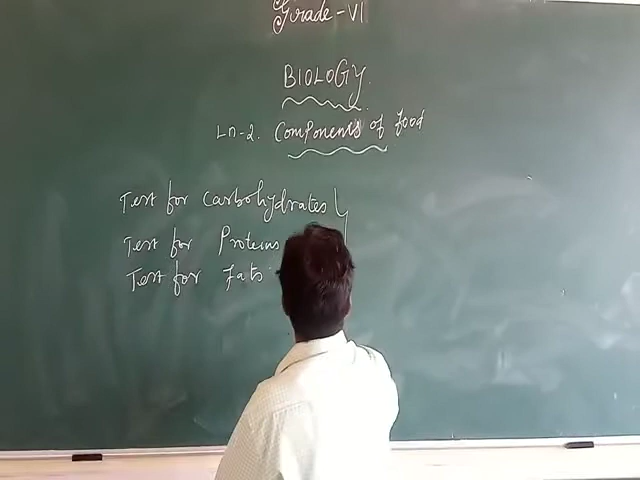 Grade-VI
BIOLOGY.
Ln-2. Components of food
Test for Carbohydrates
Test for Proteins
Test for Fats